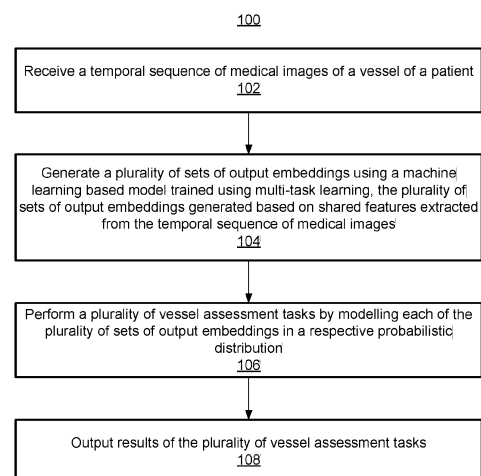 100
Receive a temporal sequence of medical images of a vessel of a patient
102
Generate a plurality of sets of output embeddings using a machine
learning based model trained using multi-task learning, the plurality of
sets of output embeddings generated based on shared features extracted
from the temporal sequence of medical images
104
Perform a plurality of vessel assessment tasks by modelling each of the
plurality of sets of output embeddings in a respective probabilistic
distribution
106
Output results of the plurality of vessel assessment tasks
108